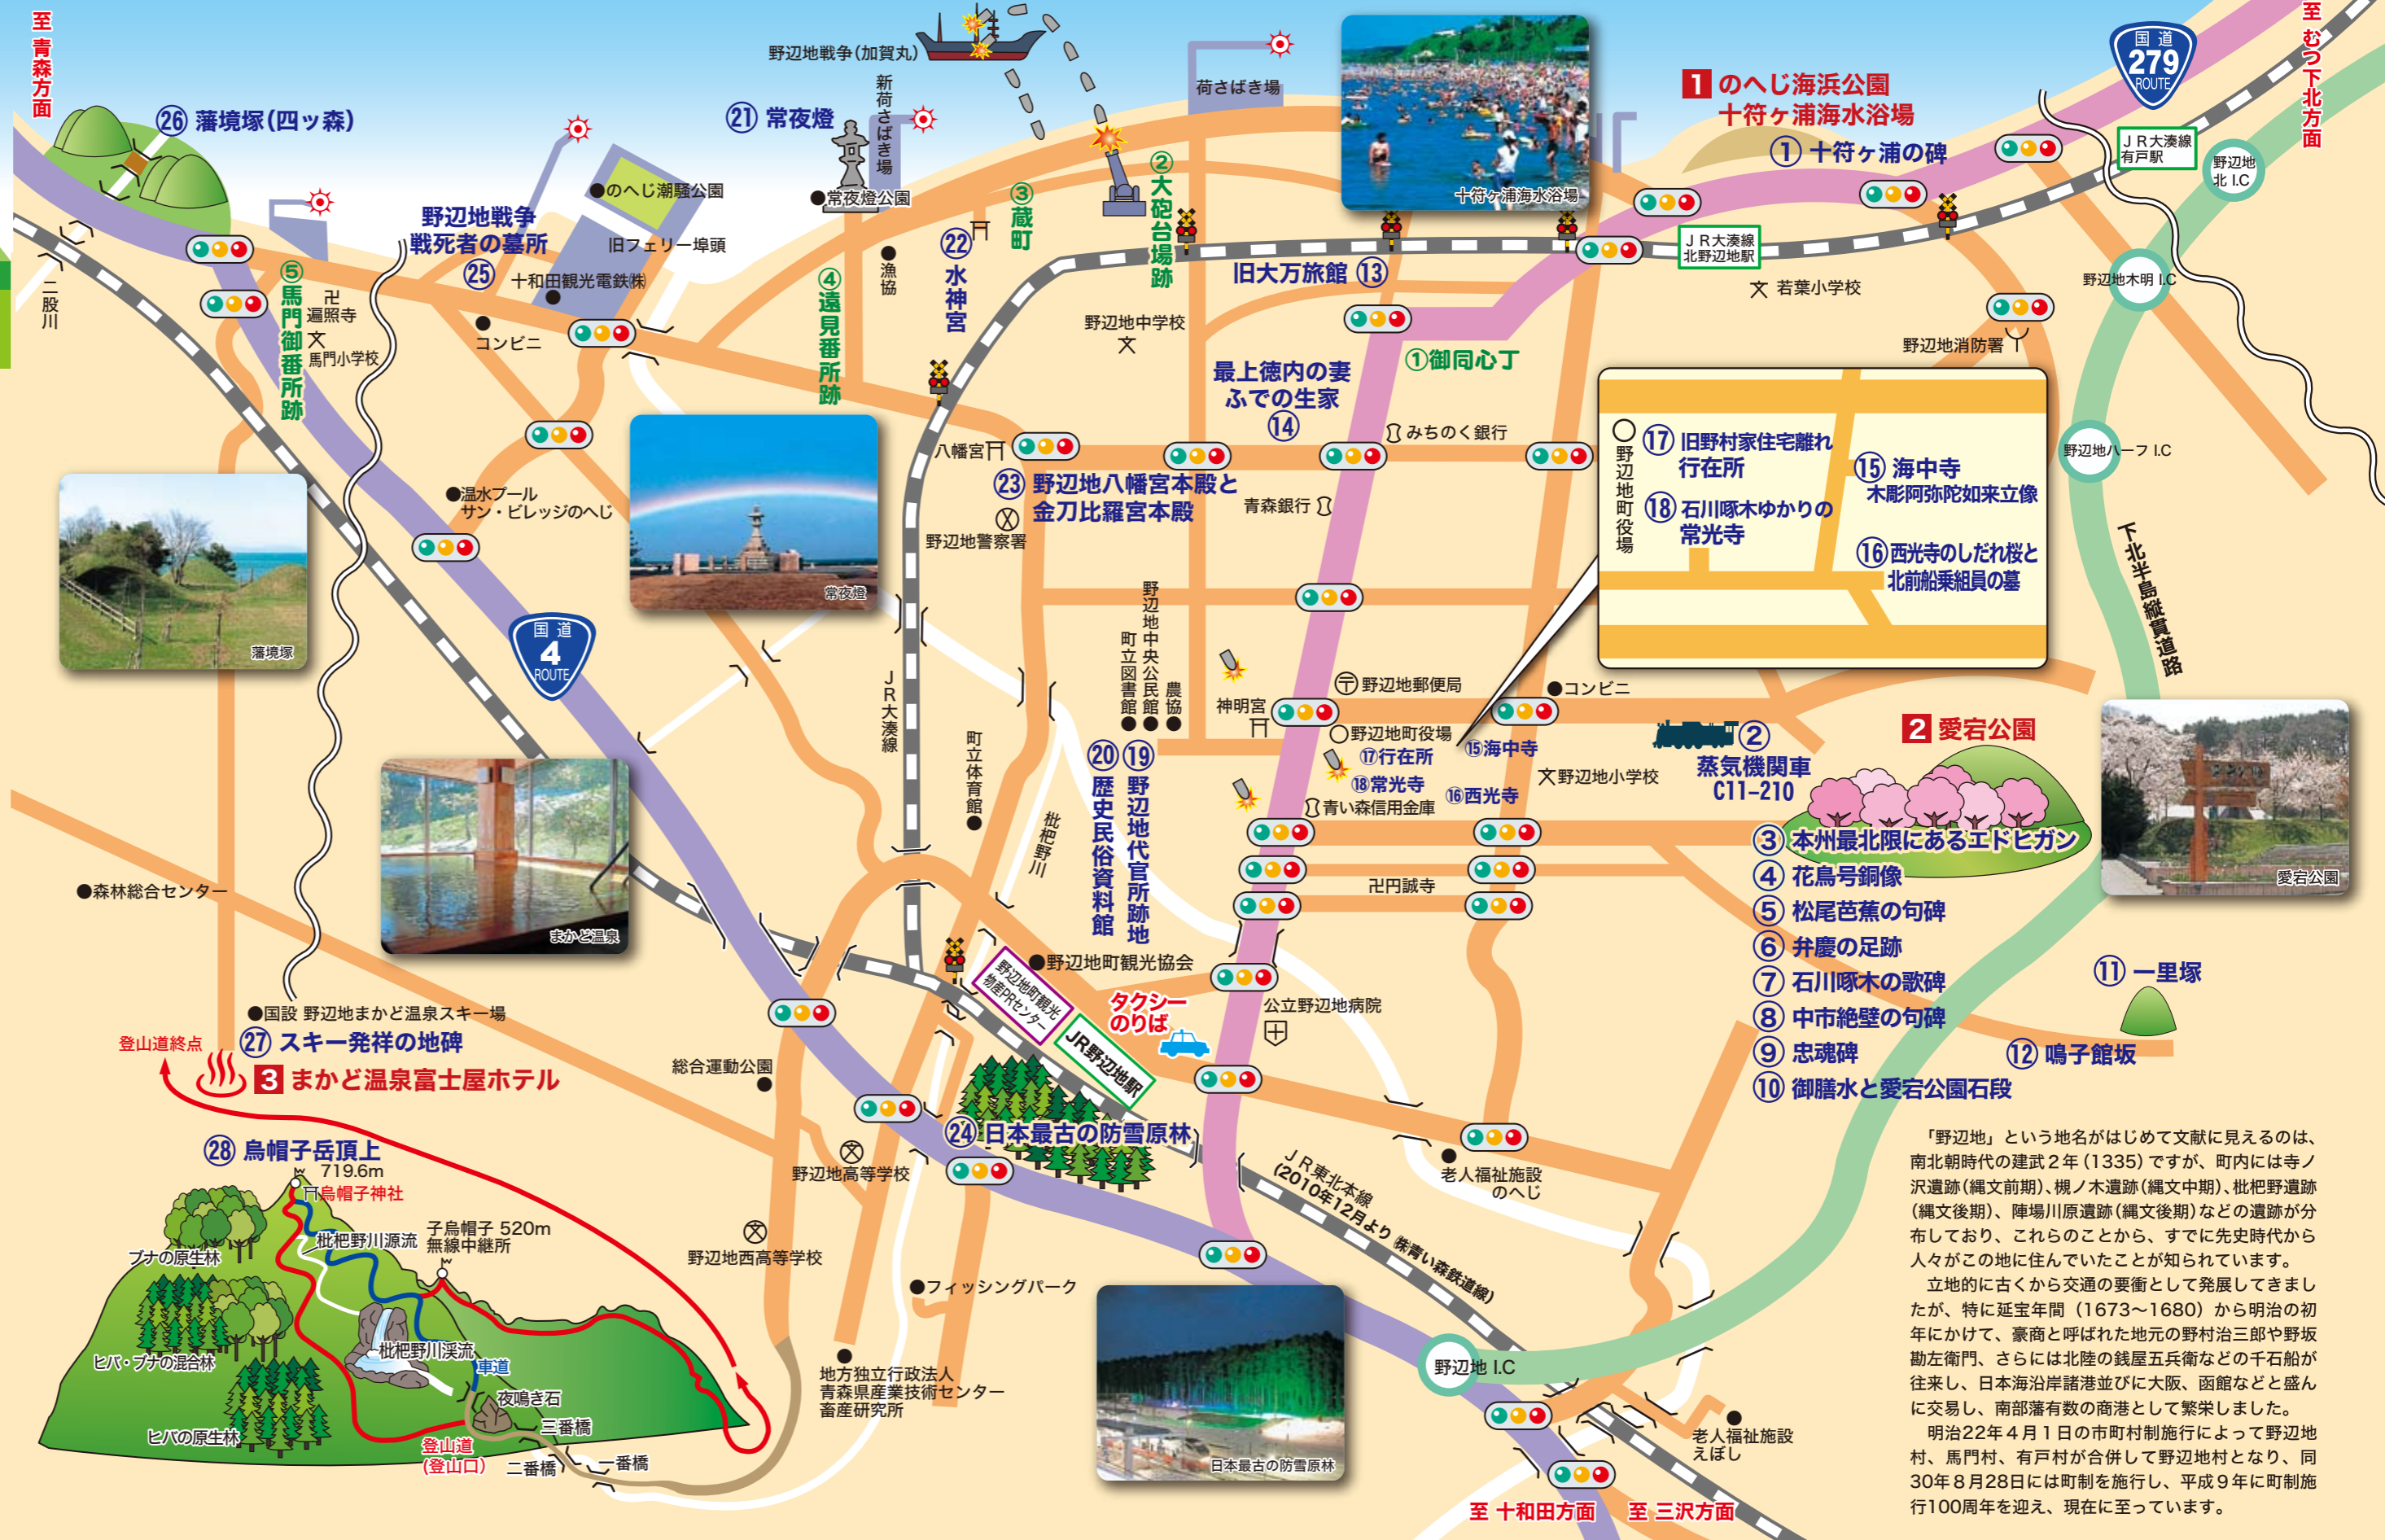 至 青森方面
㉖ 藩境塚（四ッ森）
野辺地戦争（加賀丸）
㉑ 常夜燈
新荷さばき場
荷さばき場
十符ヶ浦海水浴場
1 のへじ海浜公園
十符ヶ浦海水浴場
① 十符ヶ浦の碑
国道
279
ROUTE
至 むつ下北方面
ＪＲ大湊線
有戸駅
野辺地
北 I.C
●のへじ潮騒公園
●常夜燈公園
野辺地戦争
戦死者の墓所
㉕
旧フェリー埠頭
十和田観光電鉄㈱
●
③蔵町
②大砲台場跡
㉒水神宮
●漁協
④遠見番所跡
旧大万旅館 ⑬
ＪＲ大湊線
北野辺地駅
文 若葉小学校
野辺地木明 I.C
野辺地消防署
二股川
⑤馬門御番所跡
卍
遍照寺
文
馬門小学校
●
コンビニ
野辺地中学校
文
①御同心丁
最上徳内の妻
ふでの生家
⑭
みちのく銀行
八幡宮
㉓ 野辺地八幡宮本殿と
金刀比羅宮本殿
野辺地警察署
青森銀行
野辺地町役場
⑰ 旧野村家住宅離れ
行在所
⑱ 石川啄木ゆかりの
常光寺
⑮ 海中寺
木彫阿弥陀如来立像
⑯西光寺のしだれ桜と
北前船乗組員の墓
野辺地ハーフ I.C
下北半島縦貫道路
●温水プール
サン・ビレッジのへじ
常夜燈
藩境塚
国道
4
ROUTE
ＪＲ大湊線
町立体育館●
枇杷野川
町立図書館●
野辺地中央公民館●
農協●
神明宮
〒野辺地郵便局
○野辺地町役場
⑰行在所
⑱常光寺
⑮海中寺
⑯西光寺
●コンビニ
文野辺地小学校
青い森信用金庫
卍円誠寺
⑳歴史民俗資料館
⑲野辺地代官所跡地
②
蒸気機関車
C11−210
2 愛宕公園
愛宕公園
③ 本州最北限にあるエドヒガン
④ 花鳥号銅像
⑤ 松尾芭蕉の句碑
⑥ 弁慶の足跡
⑦ 石川啄木の歌碑
⑧ 中市絶壁の句碑
⑨ 忠魂碑
⑩ 御膳水と愛宕公園石段
⑪ 一里塚
⑫ 鳴子館坂
まかど温泉
●森林総合センター
●国設 野辺地まかど温泉スキー場
㉗ スキー発祥の地碑
3 まかど温泉富士屋ホテル
登山道終点
●野辺地町観光協会
野辺地町観光
物産PRセンター
JR野辺地駅
タクシー
のりば
公立野辺地病院
総合運動公園
●
㉔ 日本最古の防雪原林
野辺地高等学校
野辺地西高等学校
●フィッシングパーク
●
地方独立行政法人
青森県産業技術センター
畜産研究所
●
老人福祉施設
のへじ
ＪＲ東北本線
(2010年12月より ㈱青い森鉄道線)
日本最古の防雪原林
野辺地 I.C
●
老人福祉施設
えぼし
至 十和田方面
至 三沢方面
㉘ 烏帽子岳頂上
719.6m
烏帽子神社
枇杷野川源流
子烏帽子 520m
無線中継所
ブナの原生林
ヒバ・ブナの混合林
ヒバの原生林
枇杷野川渓流
車道
夜鳴き石
三番橋
登山道
(登山口)
二番橋
一番橋
「野辺地」という地名がはじめて文献に見えるのは、
南北朝時代の建武２年（1335）ですが、町内には寺ノ
沢遺跡（縄文前期）、槻ノ木遺跡（縄文中期）、枇杷野遺跡
（縄文後期）、陣場川原遺跡（縄文後期）などの遺跡が分
布しており、これらのことから、すでに先史時代から
人々がこの地に住んでいたことが知られています。
立地的に古くから交通の要衝として発展してきまし
たが、特に延宝年間（1673〜1680）から明治の初
年にかけて、豪商と呼ばれた地元の野村治三郎や野坂
勘左衛門、さらには北陸の銭屋五兵衛などの千石船が
往来し、日本海沿岸諸港並びに大阪、函館などと盛ん
に交易し、南部藩有数の商港として繁栄しました。
明治22年４月１日の市町村制施行によって野辺地
村、馬門村、有戸村が合併して野辺地村となり、同
30年８月28日には町制を施行し、平成９年に町制施
行100周年を迎え、現在に至っています。